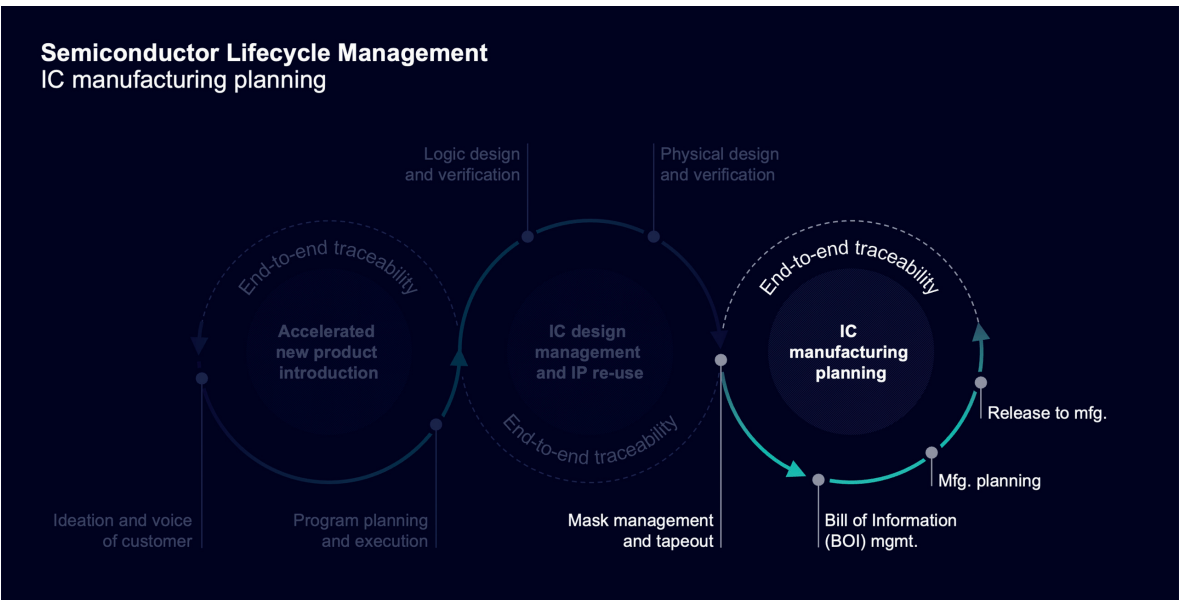 Semiconductor Lifecycle Management
IC manufacturing planning
Logic design
and verification
Physical design
and verification
End-to-end traceability
Accelerated
new product
introduction
IC design
management
and IP re-use
End-to-end traceability
End-to-end traceability
IC
manufacturing
planning
Ideation and voice
of customer
Program planning
and execution
Mask management
and tapeout
Bill of Information
(BOI) mgmt.
Mfg. planning
Release to mfg.